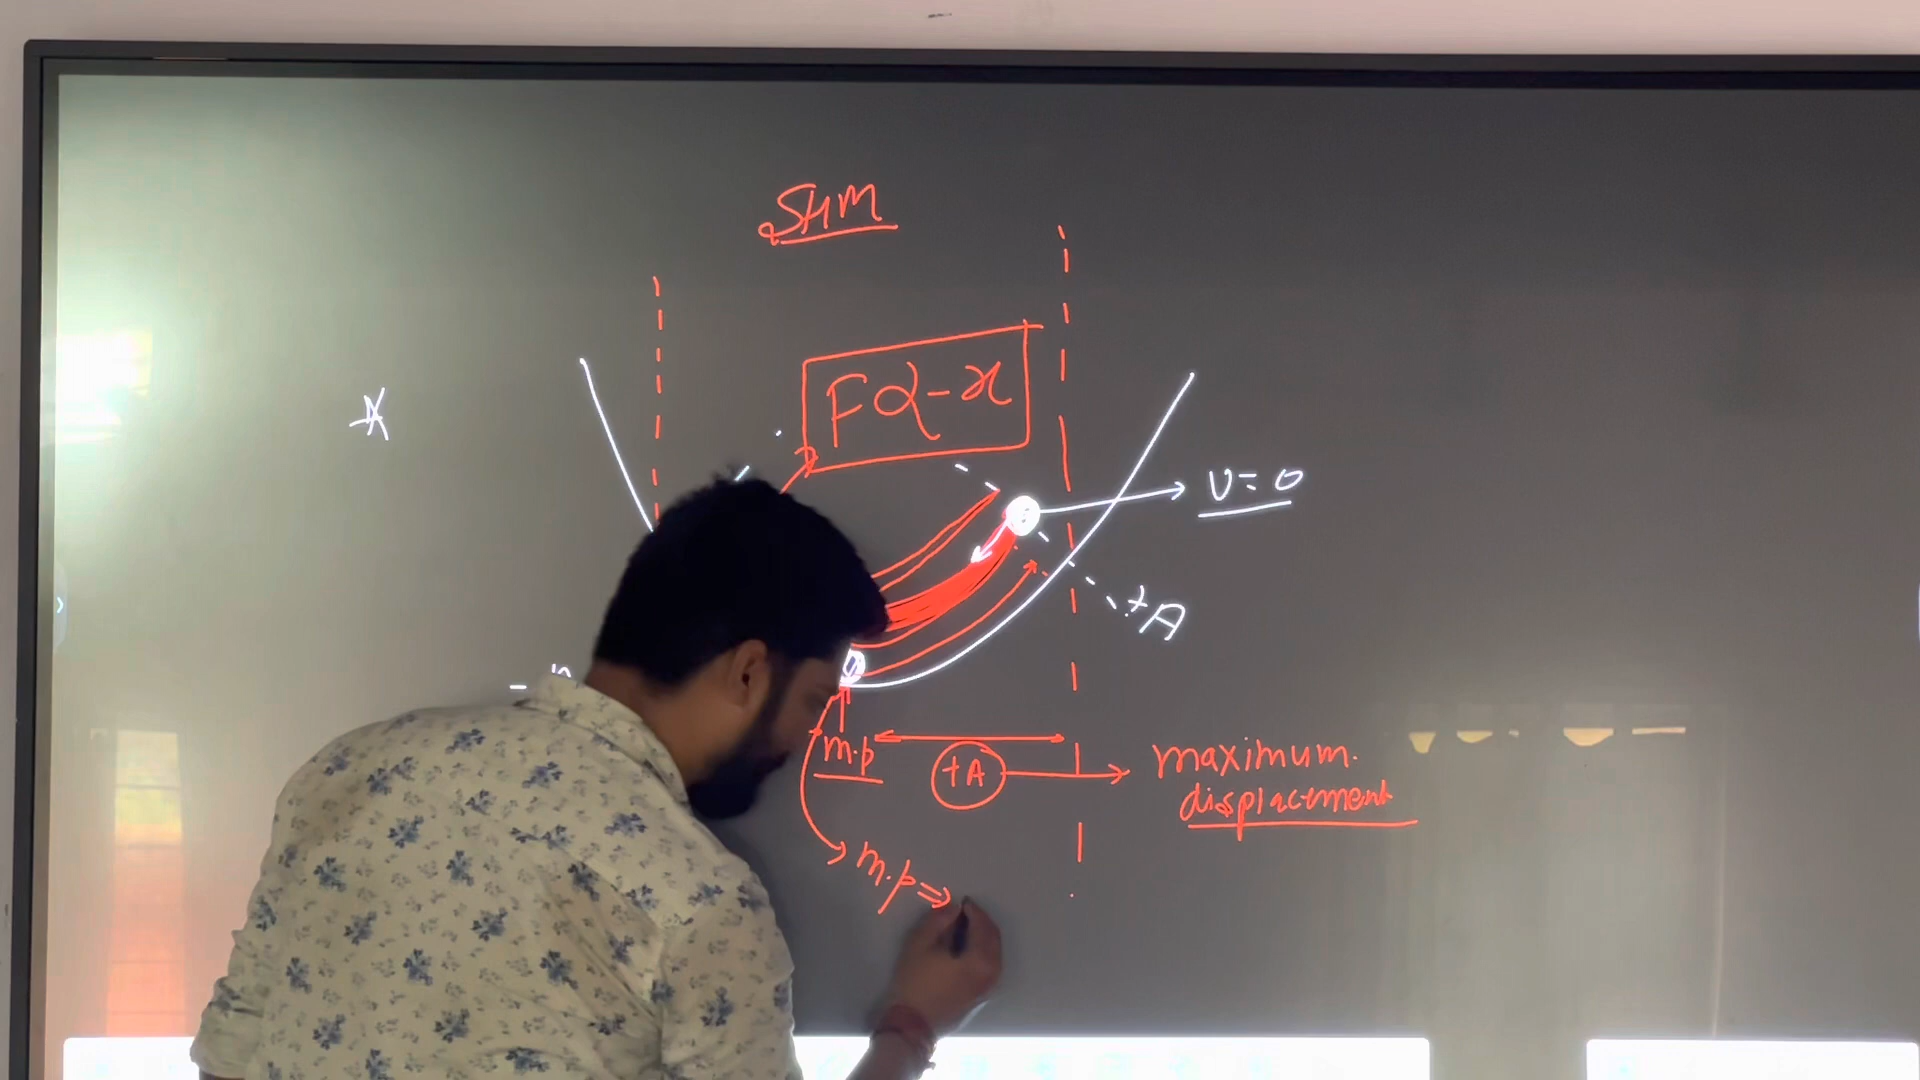 SHM
F α - x
v = 0
+A
m.p
+A
maximum.
displacement
m.p ⇒